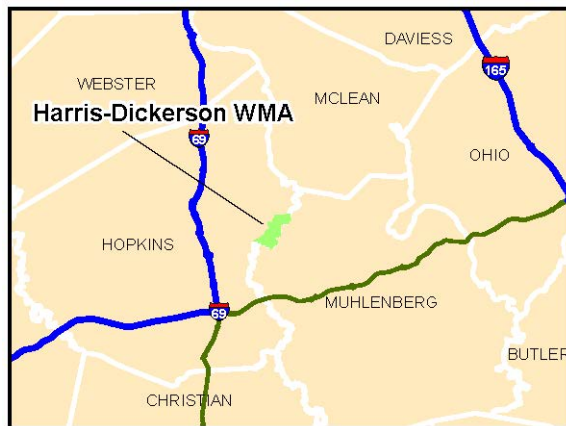 DAVIESS
165
WEBSTER
MCLEAN
Harris-Dickerson WMA
69
OHIO
HOPKINS
MUHLENBERG
69
BUTLER
CHRISTIAN